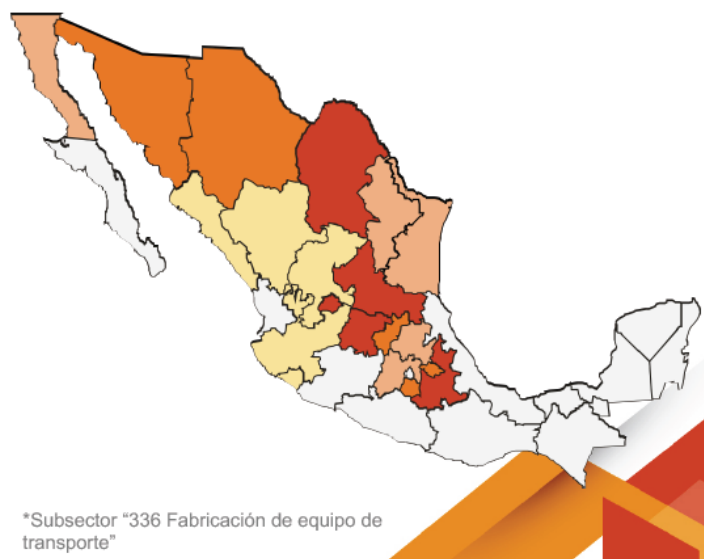 *Subsector “336 Fabricación de equipo de
transporte”